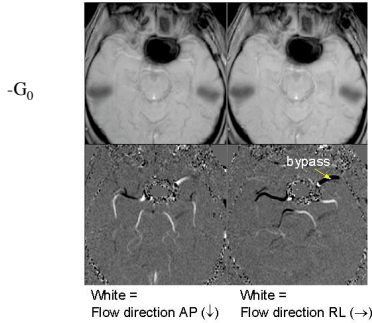 -G₀
bypass
White =
Flow direction AP (↓)
White =
Flow direction RL (→)